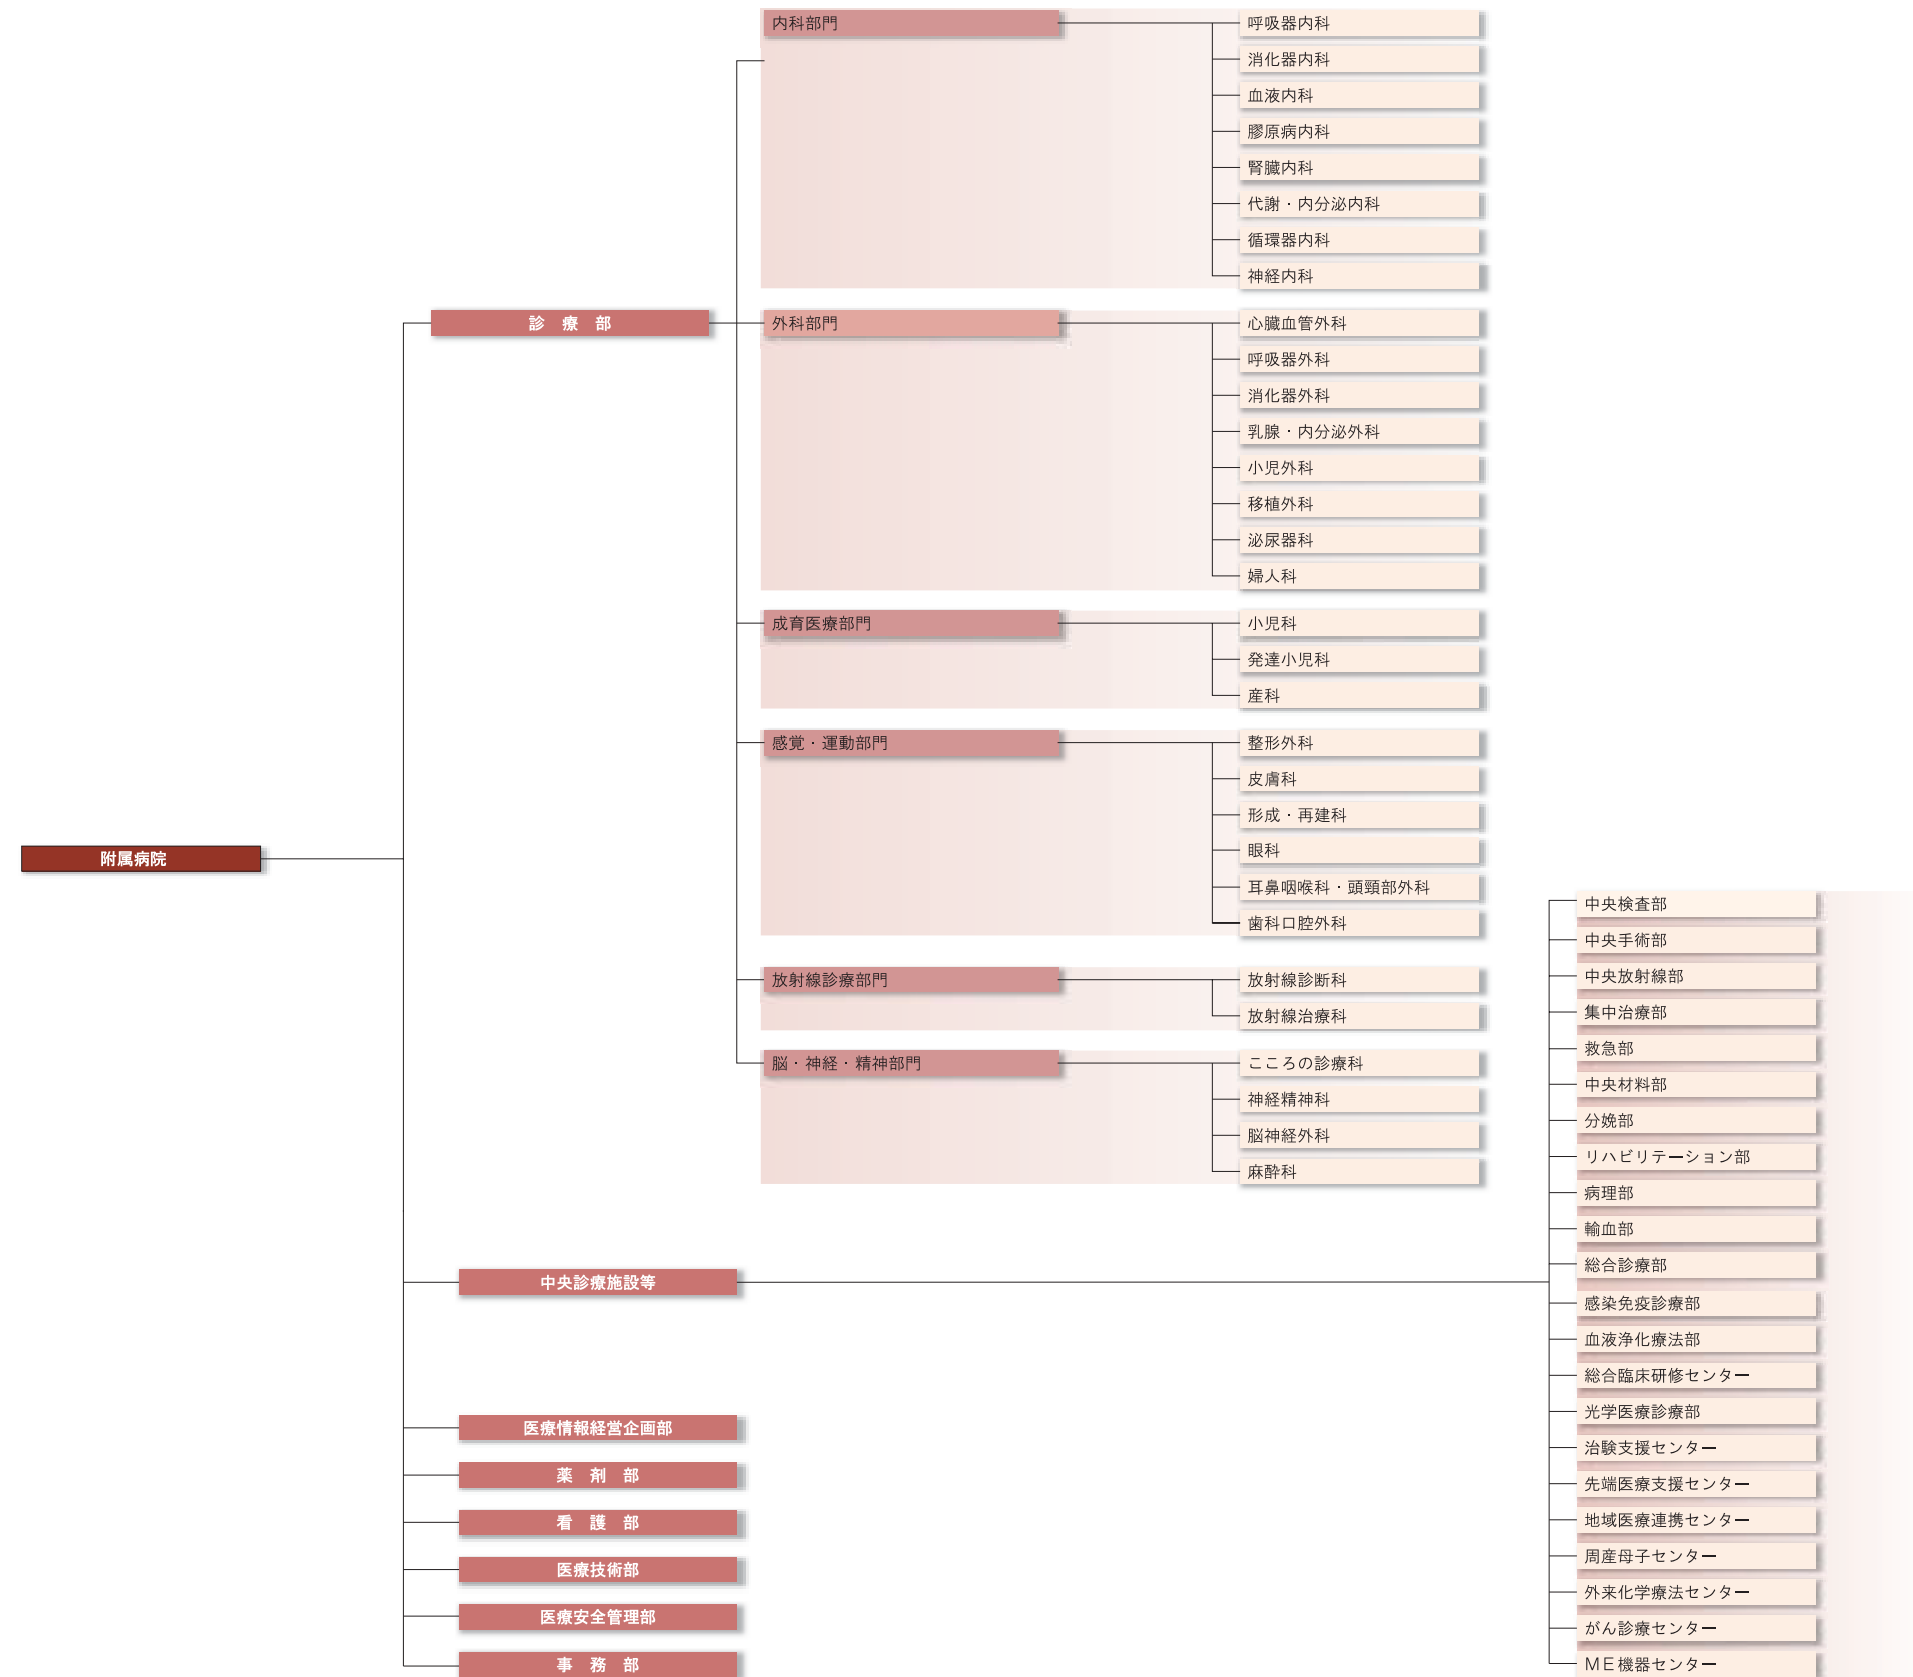 附属病院
診　療　部
内科部門
呼吸器内科
消化器内科
血液内科
膠原病内科
腎臓内科
代謝・内分泌内科
循環器内科
神経内科
外科部門
心臓血管外科
呼吸器外科
消化器外科
乳腺・内分泌外科
小児外科
移植外科
泌尿器科
婦人科
成育医療部門
小児科
発達小児科
産科
感覚・運動部門
整形外科
皮膚科
形成・再建科
眼科
耳鼻咽喉科・頭頸部外科
歯科口腔外科
放射線診療部門
放射線診断科
放射線治療科
脳・神経・精神部門
こころの診療科
神経精神科
脳神経外科
麻酔科
中央診療施設等
中央検査部
中央手術部
中央放射線部
集中治療部
救急部
中央材料部
分娩部
リハビリテーション部
病理部
輸血部
総合診療部
感染免疫診療部
血液浄化療法部
総合臨床研修センター
光学医療診療部
治験支援センター
先端医療支援センター
地域医療連携センター
周産母子センター
外来化学療法センター
がん診療センター
ＭＥ機器センター
医療情報経営企画部
薬　剤　部
看　護　部
医療技術部
医療安全管理部
事　務　部